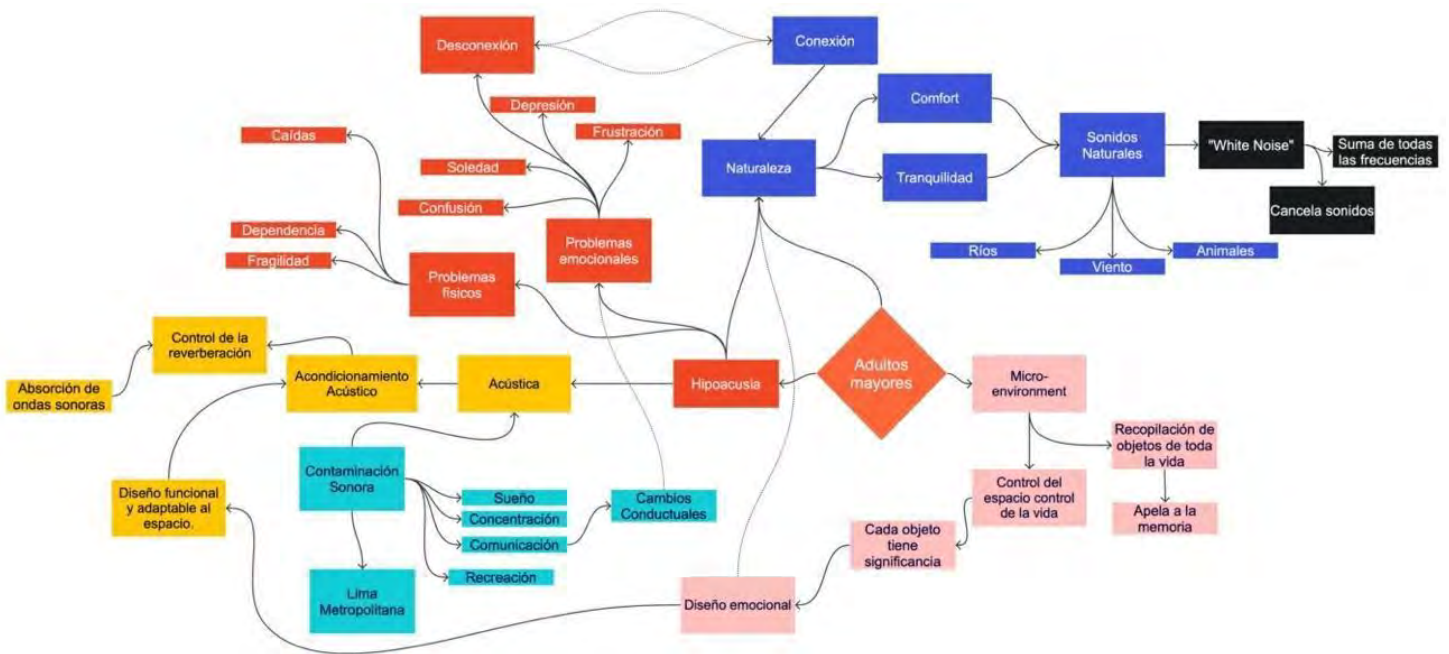 Desconexión
Conexión
Depresión
Frustración
Caídas
Soledad
Confusión
Dependencia
Fragilidad
Problemas
emocionales
Problemas
físicos
Naturaleza
Comfort
Tranquilidad
Sonidos
Naturales
"White Noise"
Suma de todas
las frecuencias
Cancela sonidos
Ríos
Viento
Animales
Control de la
reverberación
Absorción de
ondas sonoras
Acondicionamiento
Acústico
Acústica
Hipoacusia
Adultos
mayores
Micro-
environment
Recopilación de
objetos de toda
la vida
Apela a la
memoria
Control del
espacio control
de la vida
Cada objeto
tiene
significancia
Diseño emocional
Diseño funcional
y adaptable al
espacio.
Contaminación
Sonora
Sueño
Concentración
Comunicación
Recreación
Cambios
Conductuales
Lima
Metropolitana